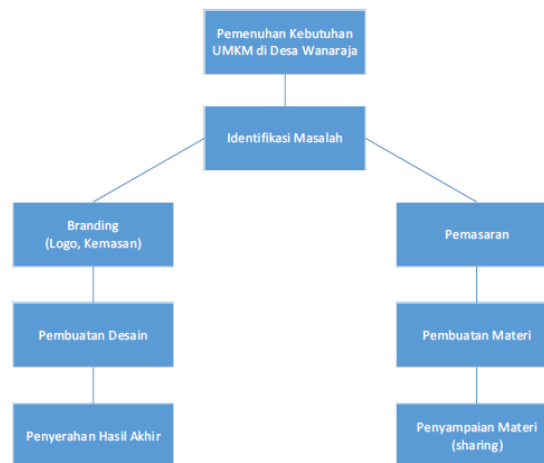 Pemenuhan Kebutuhan
UMKM di Desa Wanaraja
Identifikasi Masalah
Branding
(Logo, Kemasan)
Pemasaran
Pembuatan Desain
Pembuatan Materi
Penyerahan Hasil Akhir
Penyampaian Materi
(sharing)